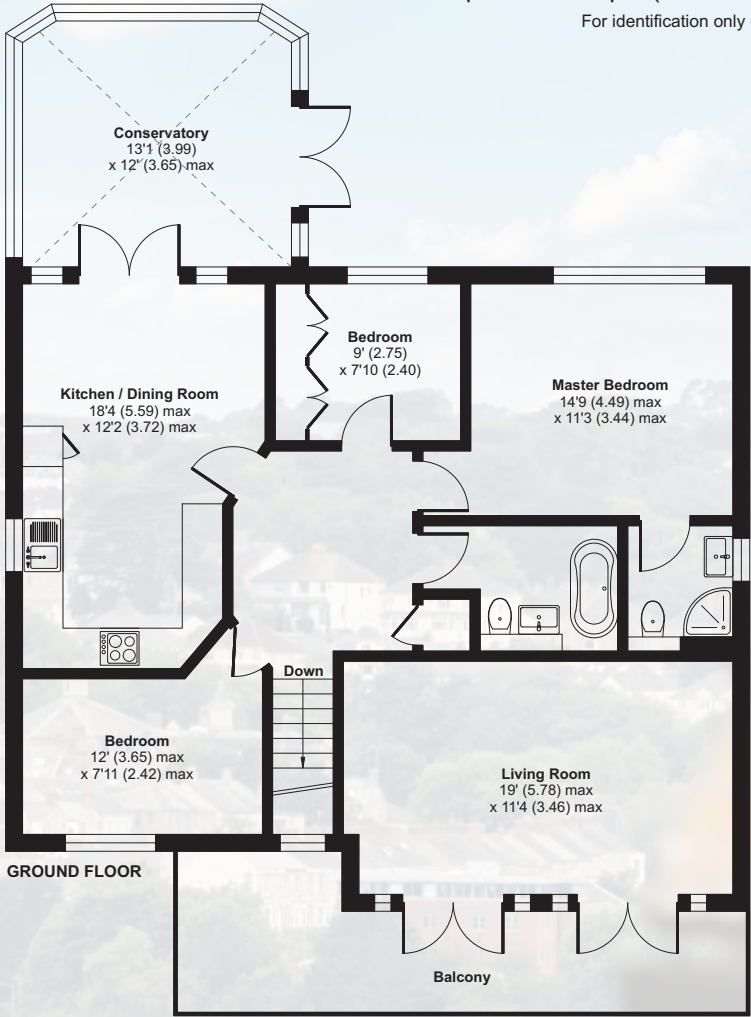 For identification only
Conservatory
13'1 (3.99)
x 12' (3.65) max
Bedroom
9' (2.75)
x 7'10 (2.40)
Kitchen / Dining Room
18'4 (5.59) max
x 12'2 (3.72) max
Master Bedroom
14'9 (4.49) max
x 11'3 (3.44) max
Down
Bedroom
12' (3.65) max
x 7'11 (2.42) max
Living Room
19' (5.78) max
x 11'4 (3.46) max
GROUND FLOOR
Balcony